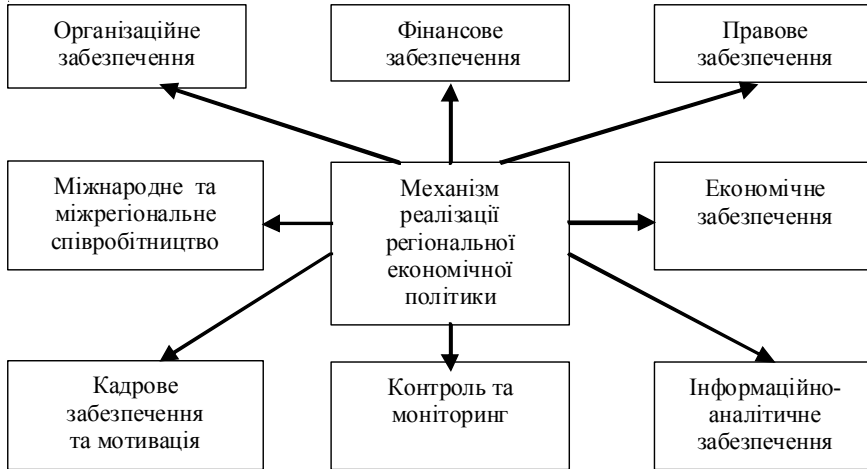 Організаційне
забезпечення
Фінансове
забезпечення
Правове
забезпечення
Міжнародне та
міжрегіональне
співробітництво
Механізм
реалізації
регіональної
економічної
політики
Економічне
забезпечення
Кадрове
забезпечення
та мотивація
Контроль та
моніторинг
Інформаційно-
аналітичне
забезпечення